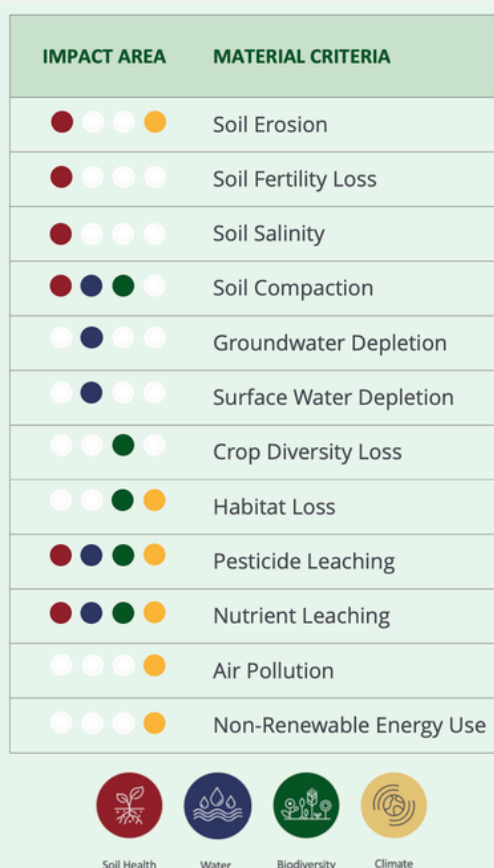 IMPACT AREA MATERIAL CRITERIA
Soil Erosion
Soil Fertility Loss
Soil Salinity
Soil Compaction
Groundwater Depletion
Surface Water Depletion
Crop Diversity Loss
Habitat Loss
Pesticide Leaching
Nutrient Leaching
Air Pollution
Non-Renewable Energy Use
Soil Health Water Biodiversity Climate